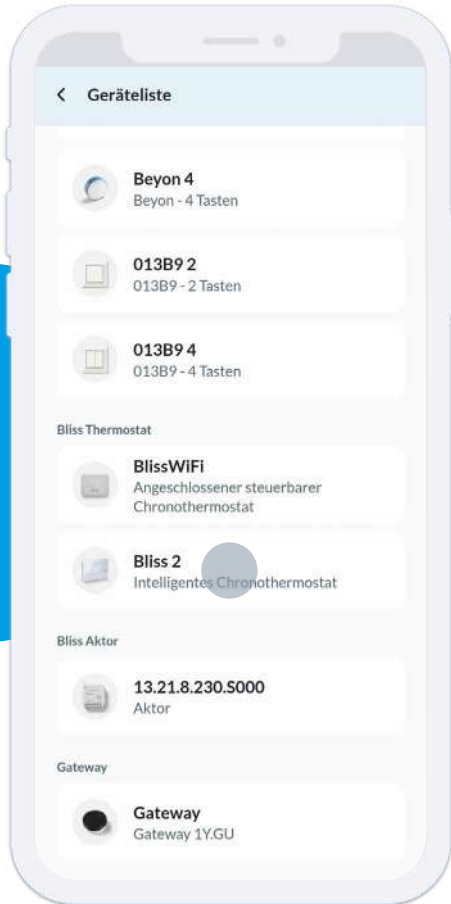 Geräteliste
Beyon 4
Beyon - 4 Tasten
013B9 2
013B9 - 2 Tasten
013B9 4
013B9 - 4 Tasten
Bliss Thermostat
BlissWiFi
Angeschlossener steuerbarer
Chronothermostat
Bliss 2
Intelligentes Chronothermostat
Bliss Aktor
13.21.8.230.S000
Aktor
Gateway
Gateway
Gateway 1Y.GU